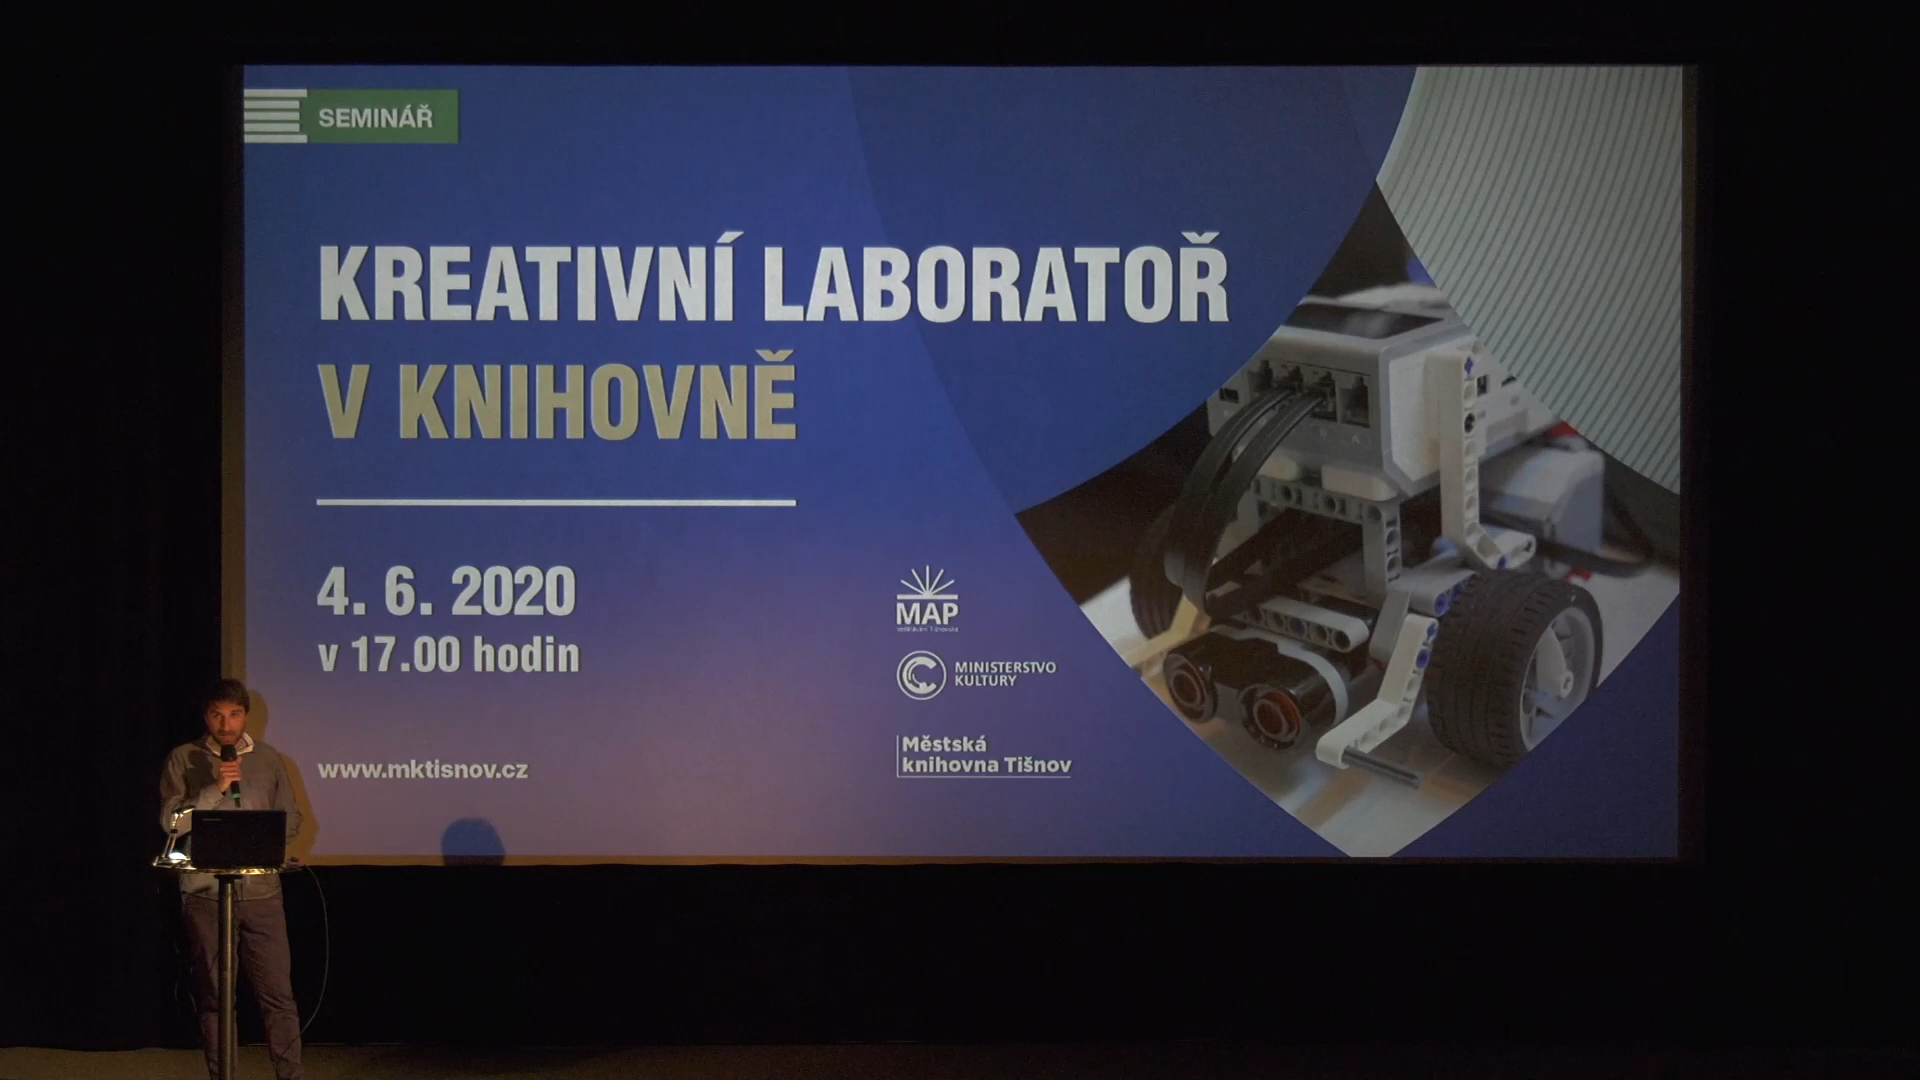 SEMINÁŘ
KREATIVNÍ LABORATOŘ
V KNIHOVNĚ
4. 6. 2020
v 17.00 hodin
www.mktisnov.cz
MAP
MINISTERSTVO
KULTURY
Městská
knihovna Tišnov